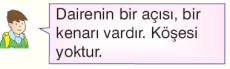 Dairenin bir açısı, bir
kenarı vardır. Köşesi
yoktur.